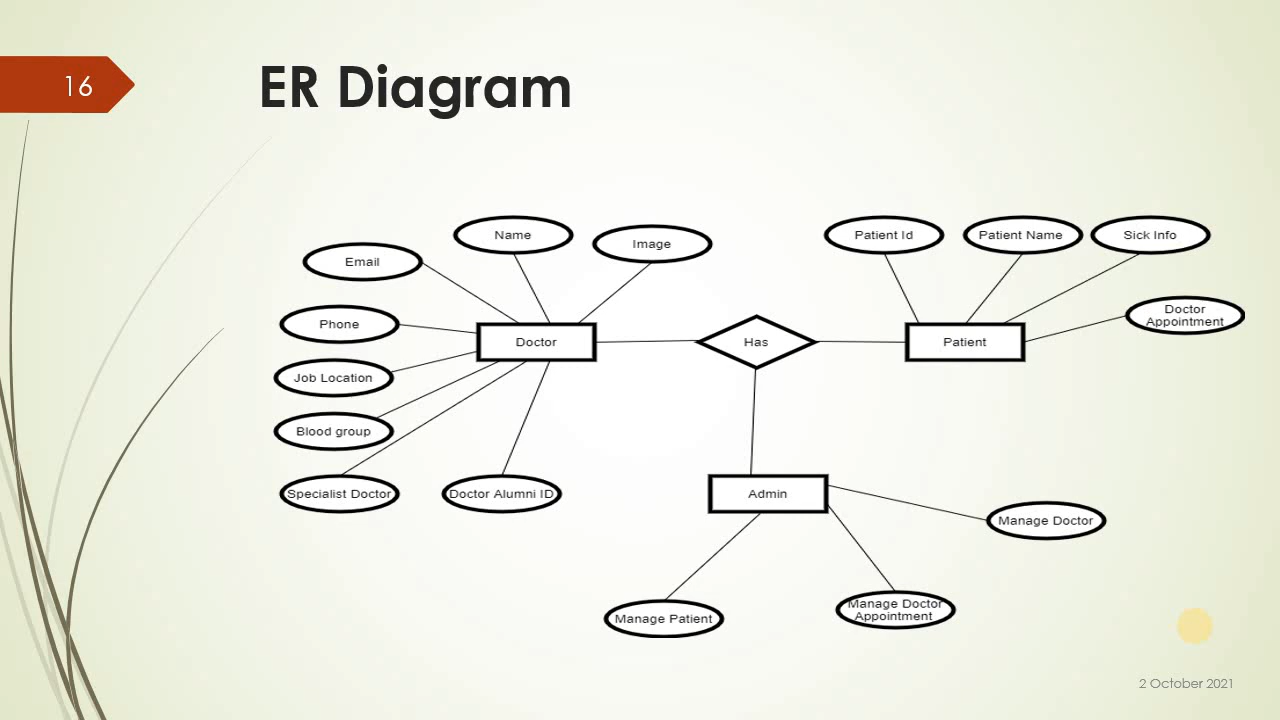 16
ER Diagram
Name
Image
Email
Patient Id
Patient Name
Sick Info
Phone
Doctor
Appointment
Doctor
Has
Patient
Job Location
Blood group
Specialist Doctor
Doctor Alumni ID
Admin
Manage Doctor
Manage Patient
Manage Doctor
Appointment
2 October 2021